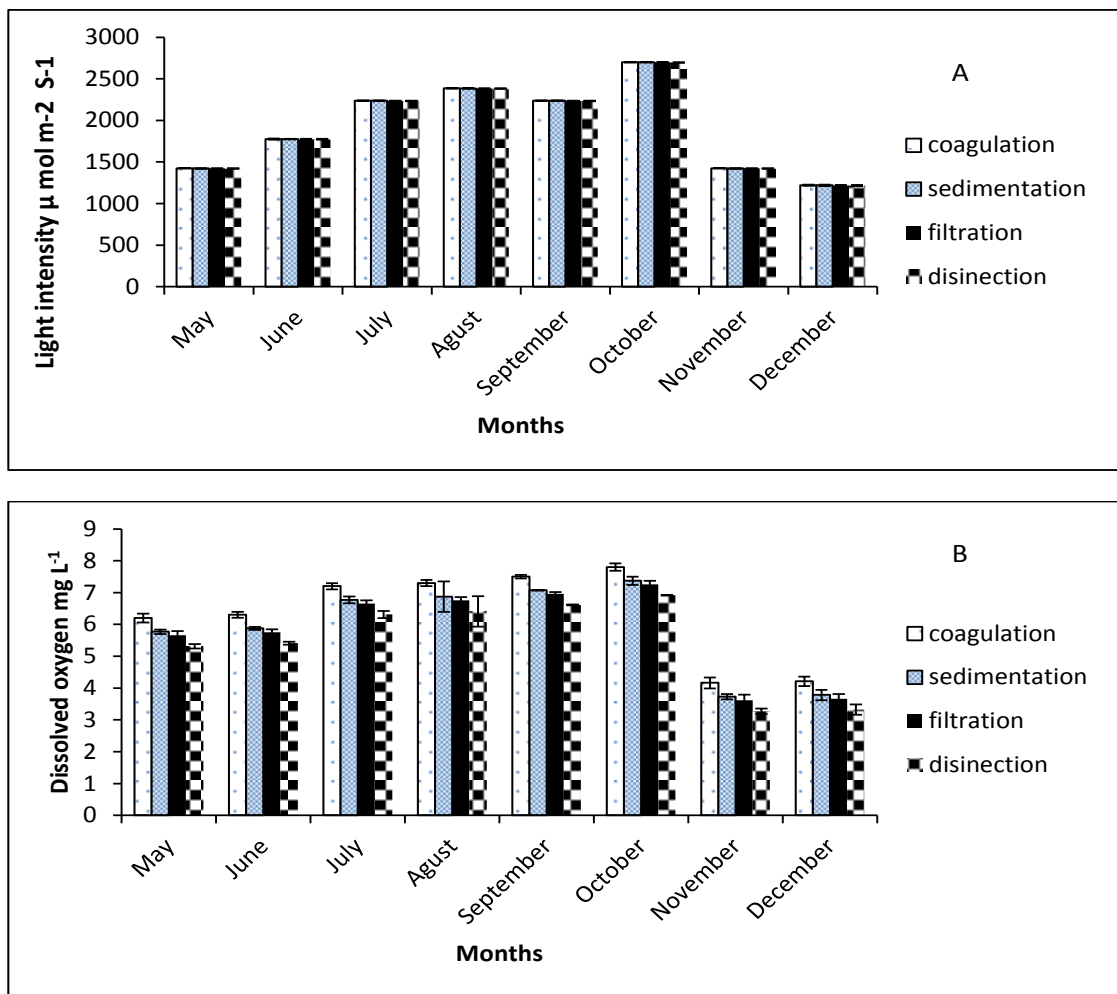 Light intensity µ mol m-2 S-1
3000
2500
2000
1500
1000
500
0
May
June
July
Agust
September
October
November
December
Months
A
coagulation
sedimentation
filtration
disinection
Dissolved oxygen mg L-1
9
8
7
6
5
4
3
2
1
0
May
June
July
Agust
September
October
November
December
Months
B
coagulation
sedimentation
filtration
disinection